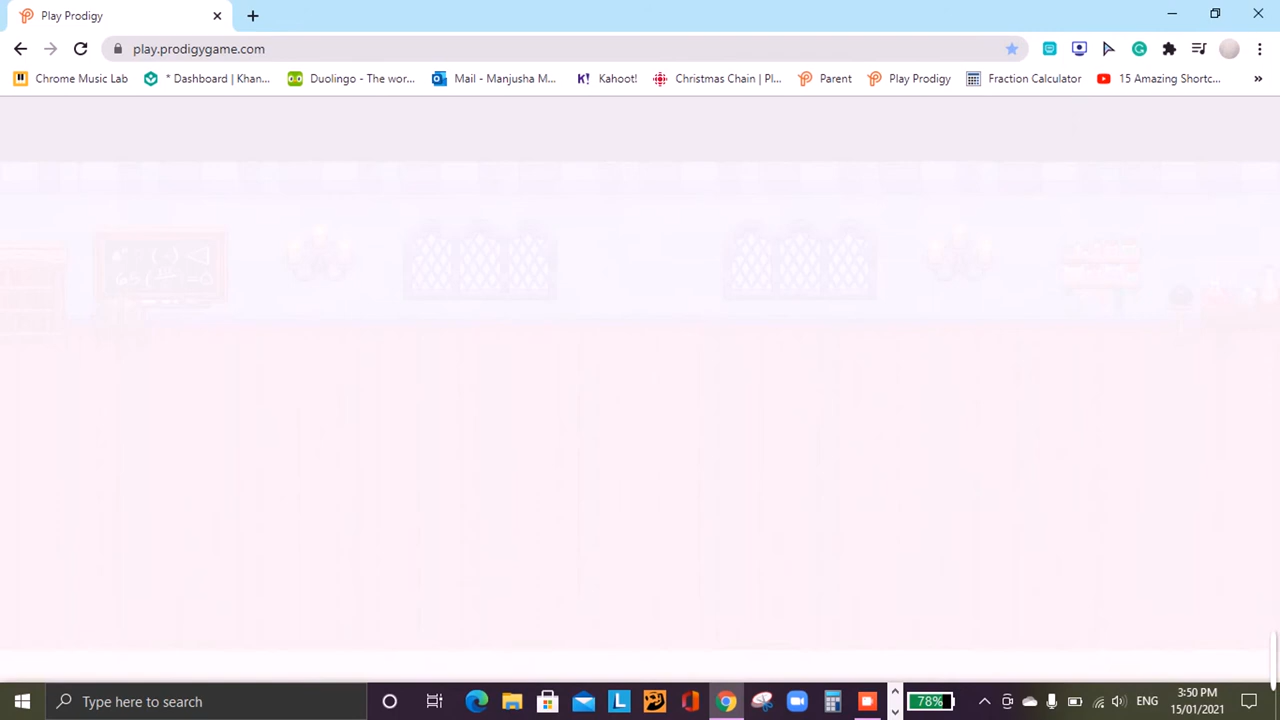 Play Prodigy
play.prodigygame.com
Chrome Music Lab
* Dashboard | Khan...
Duolingo - The wor...
Mail - Manjusha M...
K! Kahoot!
Christmas Chain | Pl...
Parent
Play Prodigy
Fraction Calculator
15 Amazing Shortc...
»
Type here to search
L
78%
ENG
3:50 PM
15/01/2021